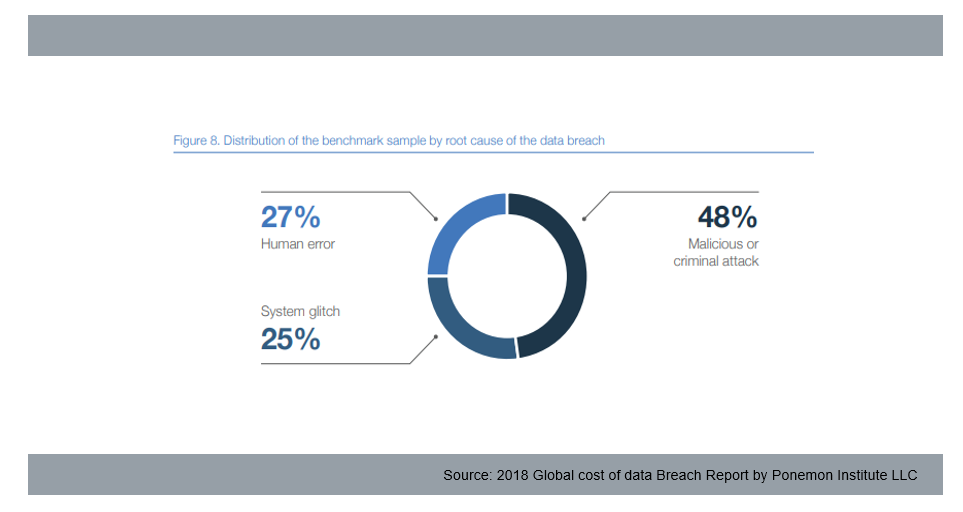 Figure 8. Distribution of the benchmark sample by root cause of the data breach
27%
Human error
48%
Malicious or
criminal attack
System glitch
25%
Source: 2018 Global cost of data Breach Report by Ponemon Institute LLC